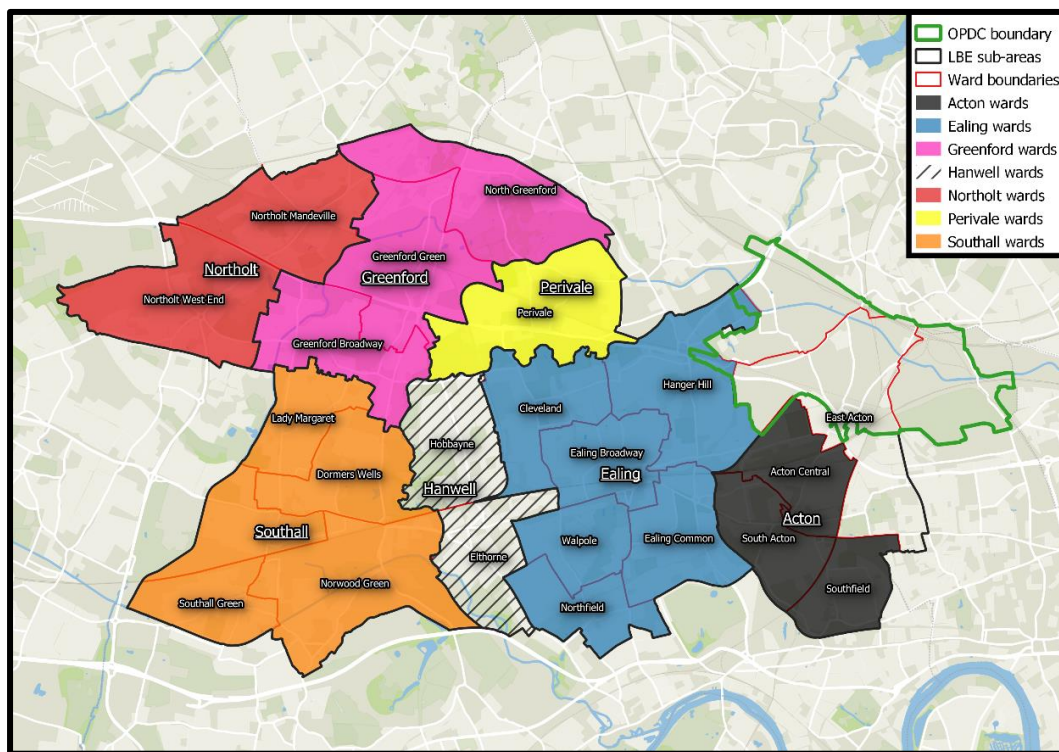 OPDC boundary
LBE sub-areas
Ward boundaries
Acton wards
Ealing wards
Greenford wards
Hanwell wards
Northolt wards
Perivale wards
Southall wards
North Greenford
Northolt Mandeville
Greenford Green
Northolt
Greenford
Perivale
Northolt West End
Perivale
Greenford Broadway
Hanger Hill
Cleveland
Lady Margaret
East Acton
Hobbayne
Ealing Broadway
Dormers Wells
Ealing
Acton Central
Hanwell
Acton
Southall
Walpole
Ealing Common
South Acton
Elthorne
Norwood Green
Southfield
Southall Green
Northfield